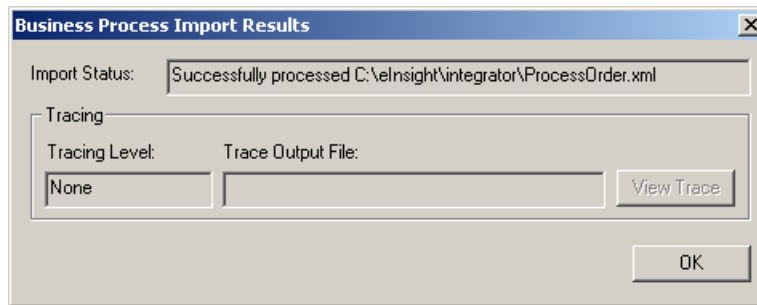 Business Process Import Results
Import Status: Successfully processed C:\eInsight\integrator\ProcessOrder.xml
Tracing
Tracing Level: Trace Output File:
None View Trace
OK